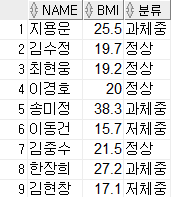 NAME BMI 분류
1 지용운 25.5 과체중
2 김수정 19.7 정상
3 최현웅 19.2 정상
4 이경호 20 정상
5 송미정 38.3 과체중
6 이동건 15.7 저체중
7 김중수 21.5 정상
8 한장희 27.2 과체중
9 김현창 17.1 저체중